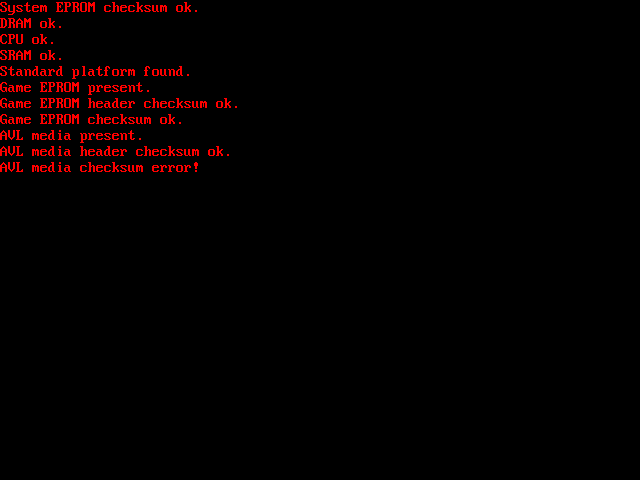 System EPROM checksum ok.
DRAM ok.
CPU ok.
SRAM ok.
Standard platform found.
Game EPROM present.
Game EPROM header checksum ok.
Game EPROM checksum ok.
AVL media present.
AVL media header checksum ok.
AVL media checksum error!